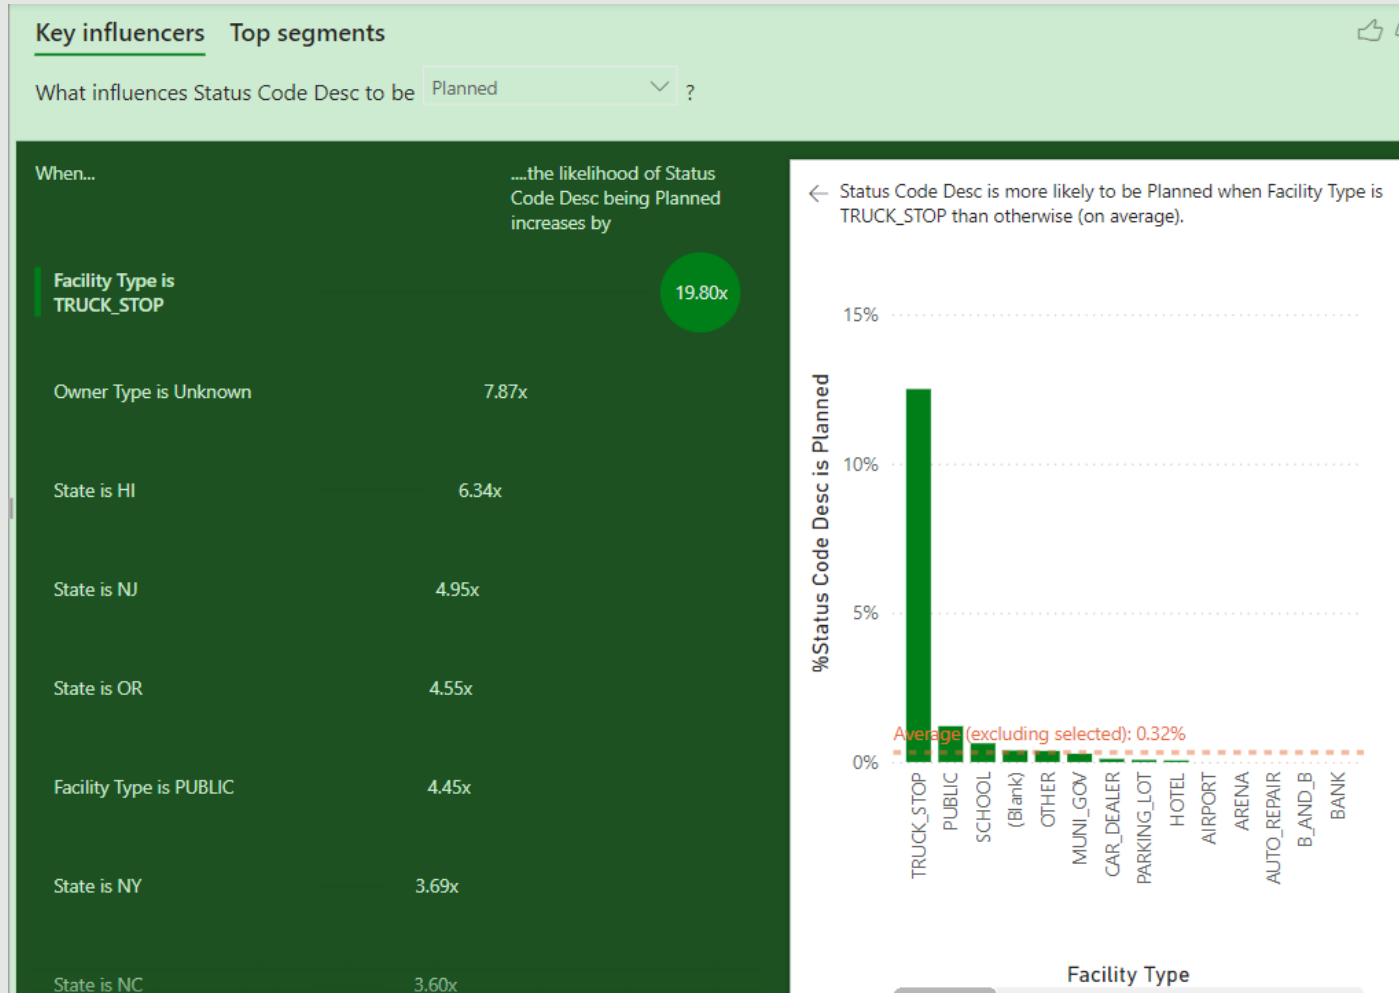 Key influencers Top segments
What influences Status Code Desc to be Planned ?
When...
....the likelihood of Status
Code Desc being Planned
increases by
Facility Type is
TRUCK_STOP
19.80x
Owner Type is Unknown 7.87x
State is HI 6.34x
State is NJ 4.95x
State is OR 4.55x
Facility Type is PUBLIC 4.45x
State is NY 3.69x
State is NC 3.60x
Status Code Desc is more likely to be Planned when Facility Type is
TRUCK_STOP than otherwise (on average).
%Status Code Desc is Planned
15%
10%
5%
0%
Average (excluding selected): 0.32%
TRUCK_STOP
PUBLIC
SCHOOL
(Blank)
OTHER
MUNI_GOV
CAR_DEALER
PARKING_LOT
HOTEL
AIRPORT
ARENA
AUTO_REPAIR
B_AND_B
BANK
Facility Type